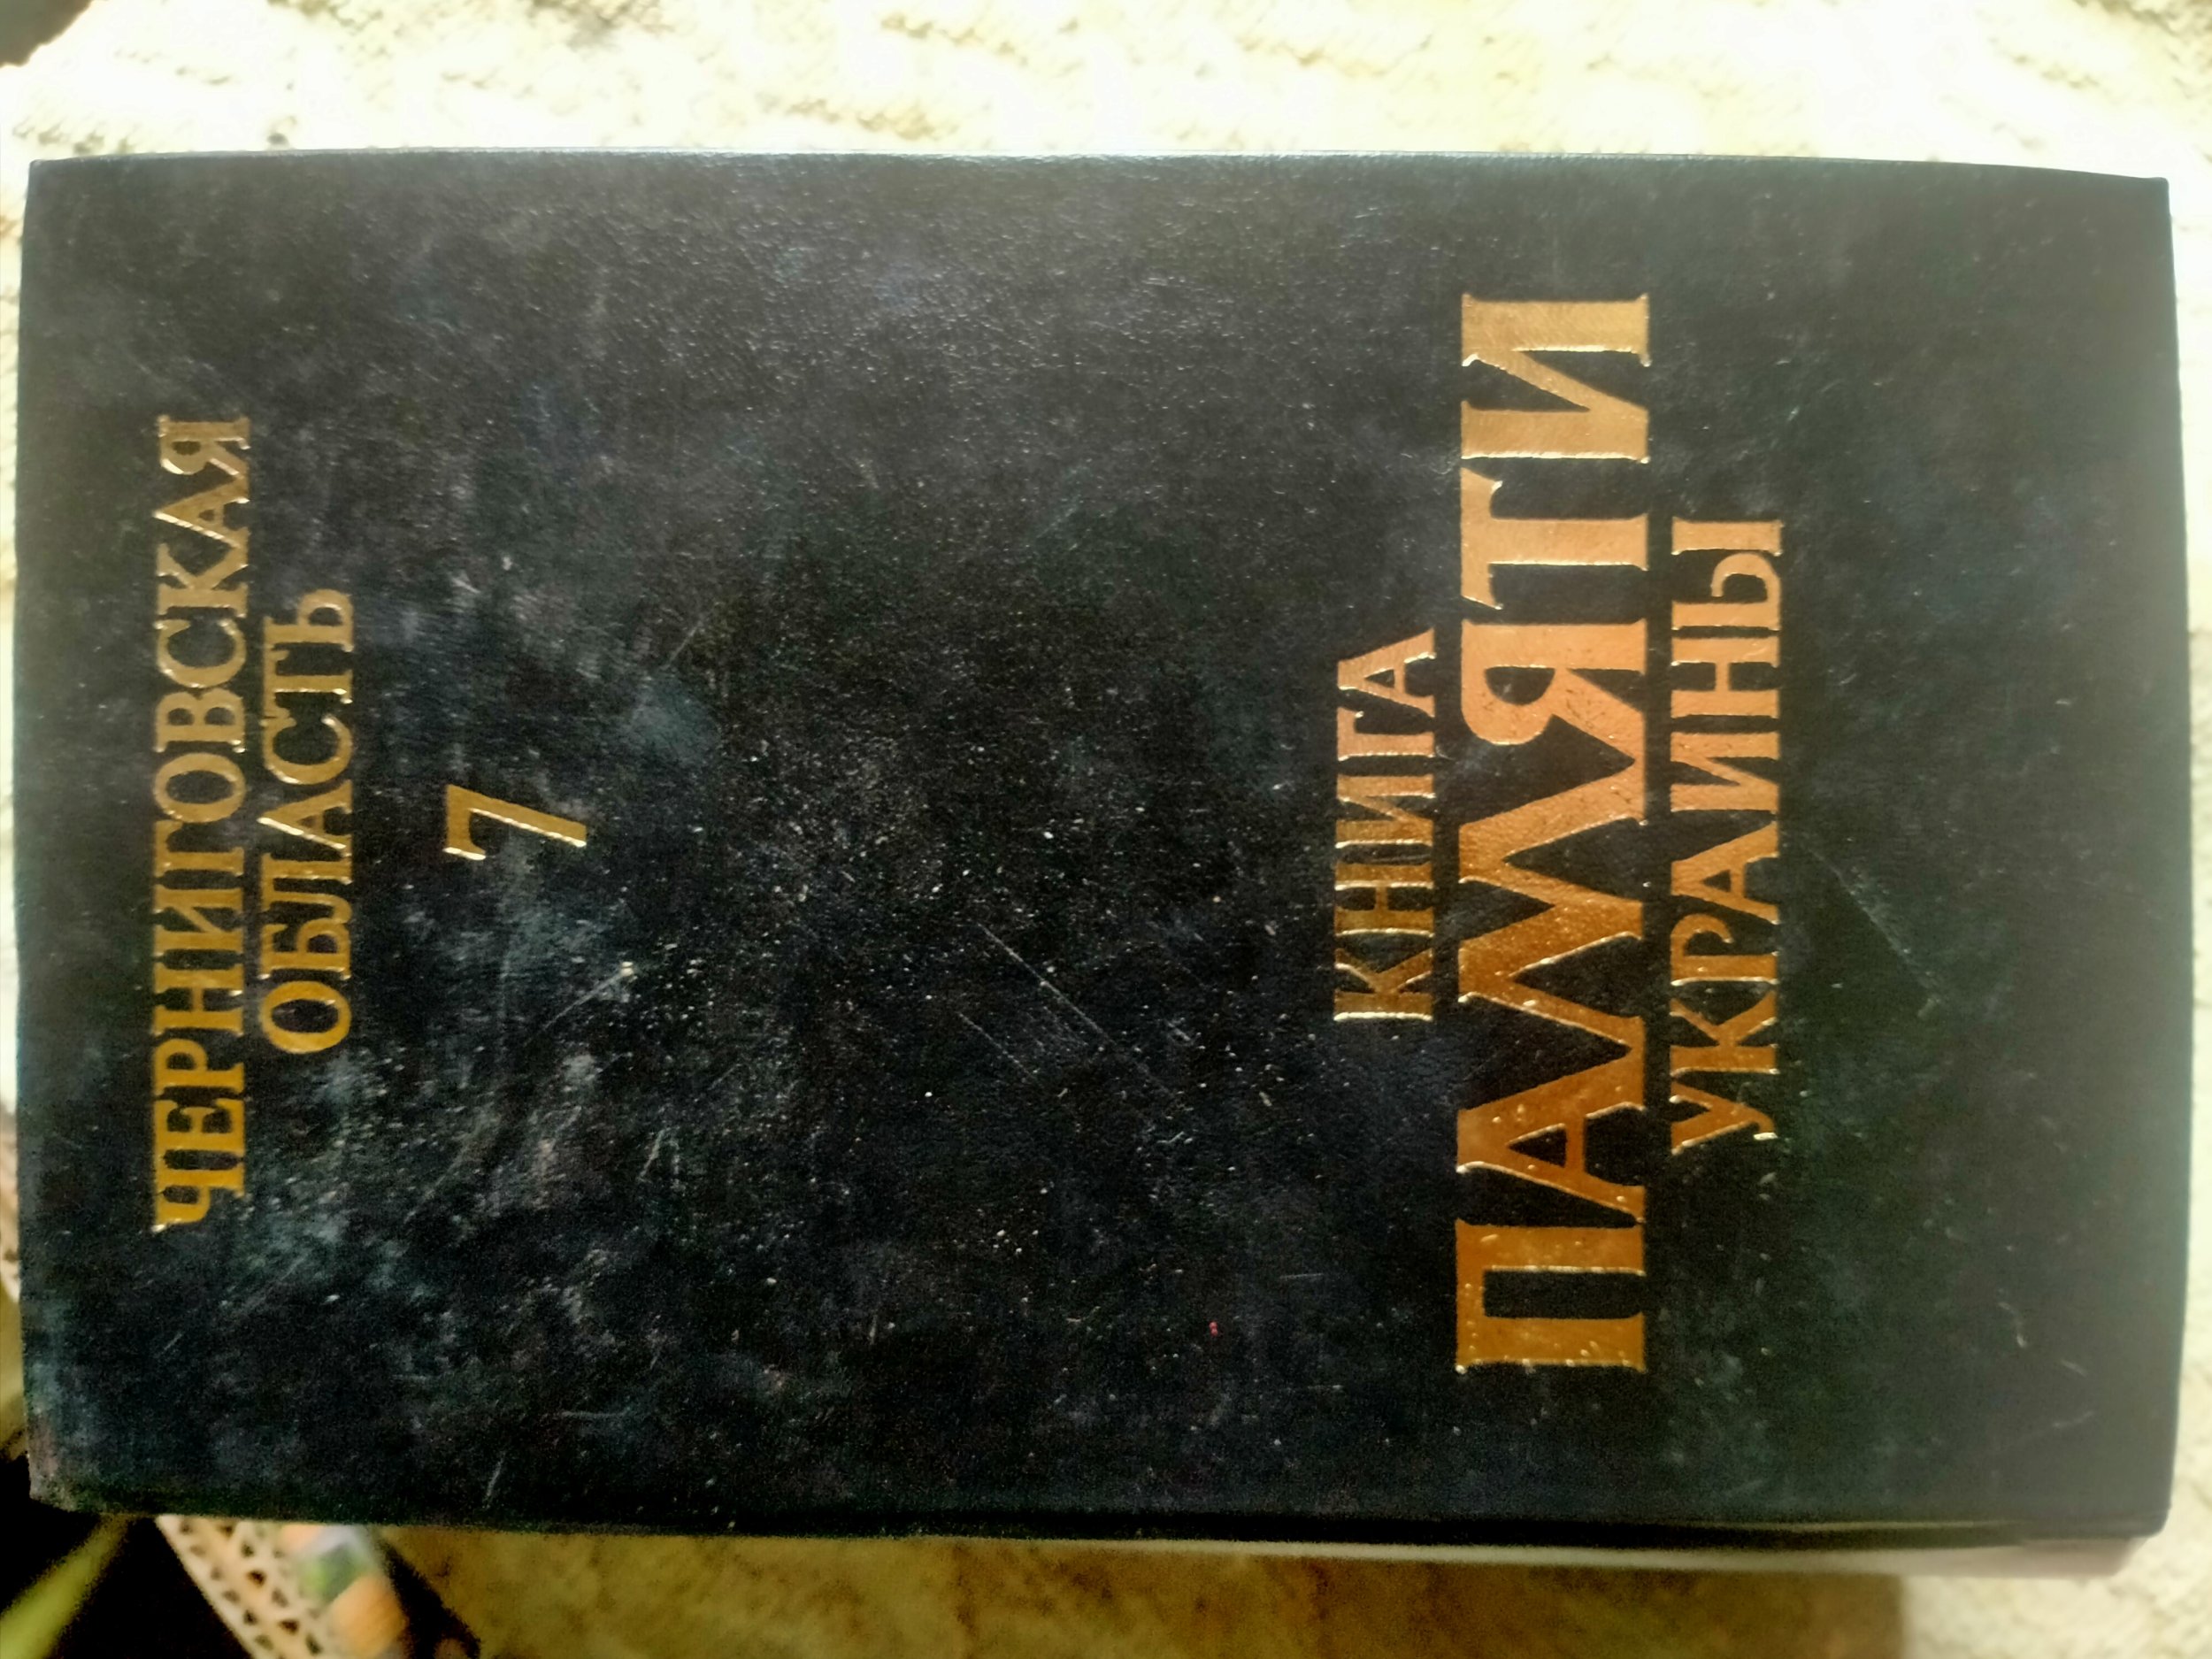 ЧЕРНИГОВСКАЯ
ОБЛАСТЬ
7
КНИГА
ПАМЯТИ
УКРАИНЫ